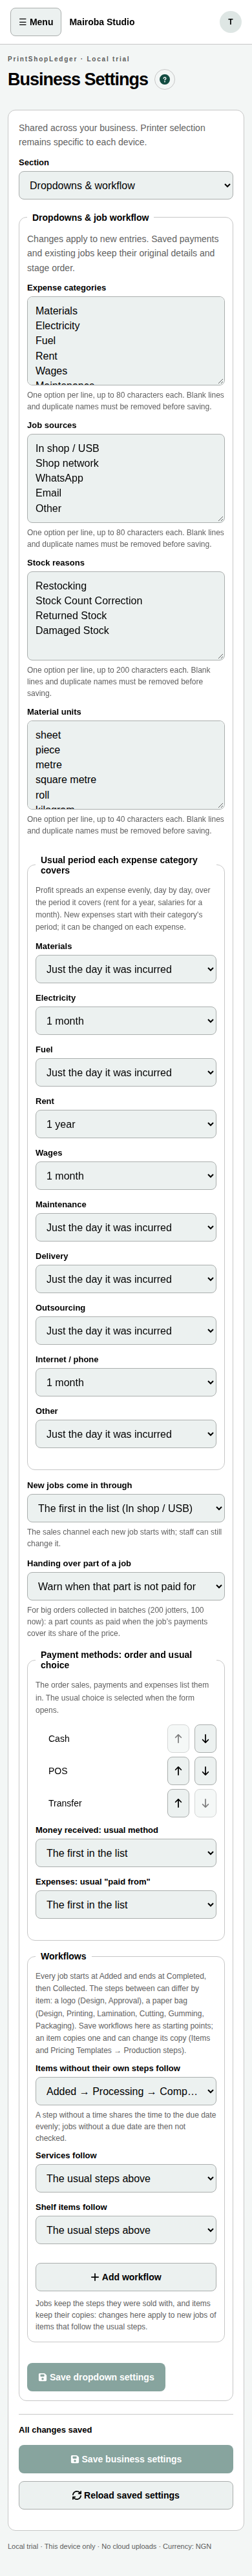 ☰ Menu
Mairoba Studio
T
PrintShopLedger · Local trial
Business Settings
?
Shared across your business. Printer selection
remains specific to each device.
Section
Dropdowns & workflow
Dropdowns & job workflow
Changes apply to new entries. Saved payments
and existing jobs keep their original details and
stage order.
Expense categories
Materials
Electricity
Fuel
Rent
Wages
Maintenance
One option per line, up to 80 characters each. Blank lines
and duplicate names must be removed before saving.
Job sources
In shop / USB
Shop network
WhatsApp
Email
Other
One option per line, up to 80 characters each. Blank lines
and duplicate names must be removed before saving.
Stock reasons
Restocking
Stock Count Correction
Returned Stock
Damaged Stock
One option per line, up to 200 characters each. Blank
lines and duplicate names must be removed before
saving.
Material units
sheet
piece
metre
square metre
roll
kilogram
One option per line, up to 40 characters each. Blank lines
and duplicate names must be removed before saving.
Usual period each expense category
covers
Profit spreads an expense evenly, day by day, over
the period it covers (rent for a year, salaries for a
month). New expenses start with their category's
period; it can be changed on each expense.
Materials
Just the day it was incurred
Electricity
1 month
Fuel
Just the day it was incurred
Rent
1 year
Wages
1 month
Maintenance
Just the day it was incurred
Delivery
Just the day it was incurred
Outsourcing
Just the day it was incurred
Internet / phone
1 month
Other
Just the day it was incurred
New jobs come in through
The first in the list (In shop / USB)
The sales channel each new job starts with; staff can still
change it.
Handing over part of a job
Warn when that part is not paid for
For big orders collected in batches (200 jotters, 100
now): a part counts as paid when the job's payments
cover its share of the price.
Payment methods: order and usual
choice
The order sales, payments and expenses list them
in. The usual choice is selected when the form
opens.
Cash
↑ ↓
POS
↑ ↓
Transfer
↑ ↓
Money received: usual method
The first in the list
Expenses: usual "paid from"
The first in the list
Workflows
Every job starts at Added and ends at Completed,
then Collected. The steps between can differ by
item: a logo (Design, Approval), a paper bag
(Design, Printing, Lamination, Cutting, Gumming,
Packaging). Save workflows here as starting points;
an item copies one and can change its copy (Items
and Pricing Templates → Production steps).
Items without their own steps follow
Added → Processing → Comp…
A step without a time shares the time to the due date
evenly; jobs without a due date are then not
checked.
Services follow
The usual steps above
Shelf items follow
The usual steps above
+ Add workflow
Jobs keep the steps they were sold with, and items
keep their copies: changes here apply to new jobs of
items that follow the usual steps.
Save dropdown settings
All changes saved
Save business settings
Reload saved settings
Local trial · This device only · No cloud uploads · Currency: NGN